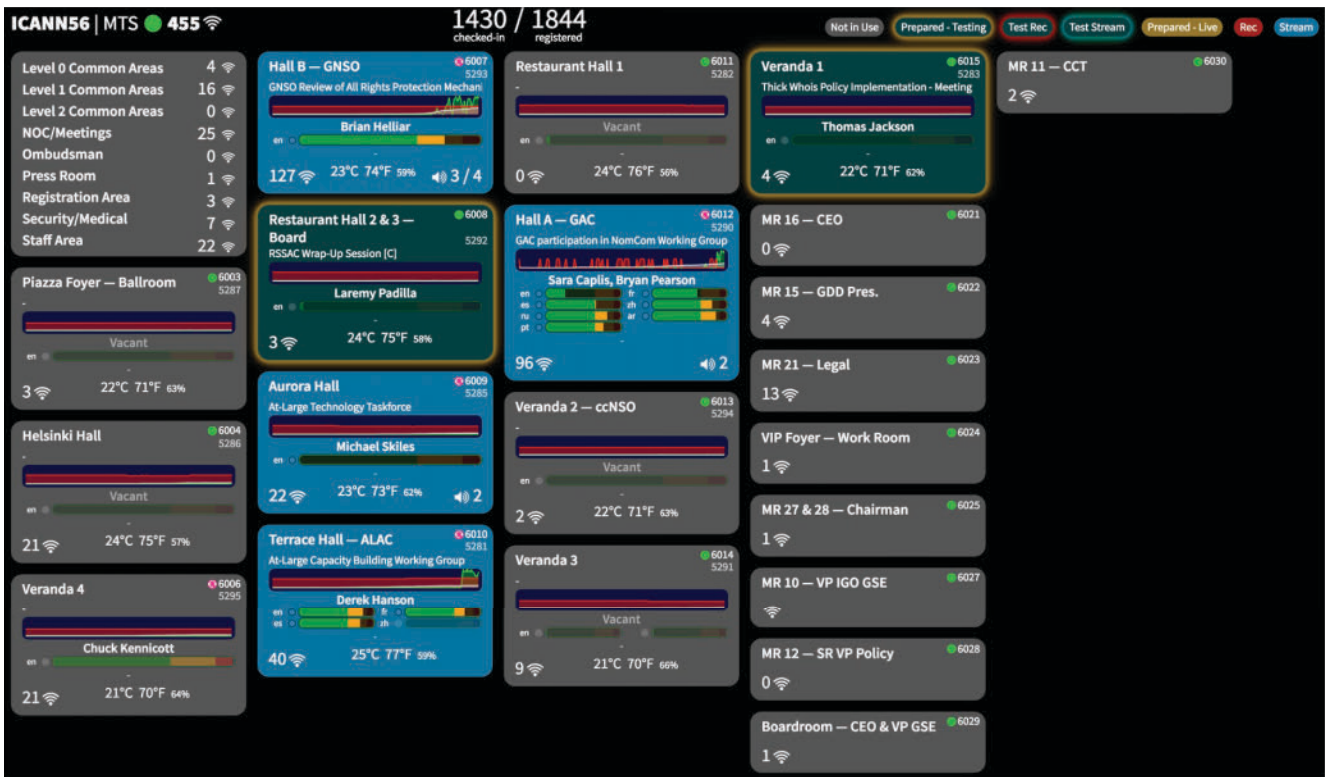 ICANN56 | MTS 455
1430 / 1844
checked-in registered
Not in Use Prepared - Testing Test Rec Test Stream Prepared - Live Rec Stream
Level 0 Common Areas 4
Level 1 Common Areas 16
Level 2 Common Areas 0
NOC/Meetings 25
Ombudsman 0
Press Room 1
Registration Area 3
Security/Medical 7
Staff Area 22
Piazza Foyer — Ballroom 6003
5287
-
Vacant
en
-
3 22°C 71°F 63%
Helsinki Hall 6004
5286
-
Vacant
en
-
21 24°C 75°F 57%
Veranda 4 6006
5295
-
Chuck Kennicott
en
-
21 21°C 70°F 64%
Hall B — GNSO 6007
5293
GNSO Review of All Rights Protection Mechani
Brian Helliar
en
-
127 23°C 74°F 59% 3 / 4
Restaurant Hall 2 & 3 — 6008
Board 5292
RSSAC Wrap-Up Session [C]
Laremy Padilla
en
-
3 24°C 75°F 58%
Aurora Hall 6009
5285
At-Large Technology Taskforce
Michael Skiles
en
-
22 23°C 73°F 62% 2
Terrace Hall — ALAC 6010
5281
At-Large Capacity Building Working Group
Derek Hanson
en fr
es zh
-
40 25°C 77°F 59%
Restaurant Hall 1 6011
5282
-
Vacant
en
-
0 24°C 76°F 56%
Hall A — GAC 6012
5290
GAC participation in NomCom Working Group
Sara Caplis, Bryan Pearson
en fr
es zh
ru ar
pt
-
96 2
Veranda 2 — ccNSO 6013
5294
-
Vacant
en
-
2 22°C 71°F 63%
Veranda 3 6014
5291
-
Vacant
en
-
9 21°C 70°F 66%
Veranda 1 6015
5283
Thick Whois Policy Implementation - Meeting
Thomas Jackson
en
-
4 22°C 71°F 62%
MR 16 — CEO 6021
0
MR 15 — GDD Pres. 6022
4
MR 21 — Legal 6023
13
VIP Foyer — Work Room 6024
1
MR 27 & 28 — Chairman 6025
1
MR 10 — VP IGO GSE 6027
MR 12 — SR VP Policy 6028
0
Boardroom — CEO & VP GSE 6029
1
MR 11 — CCT 6030
2